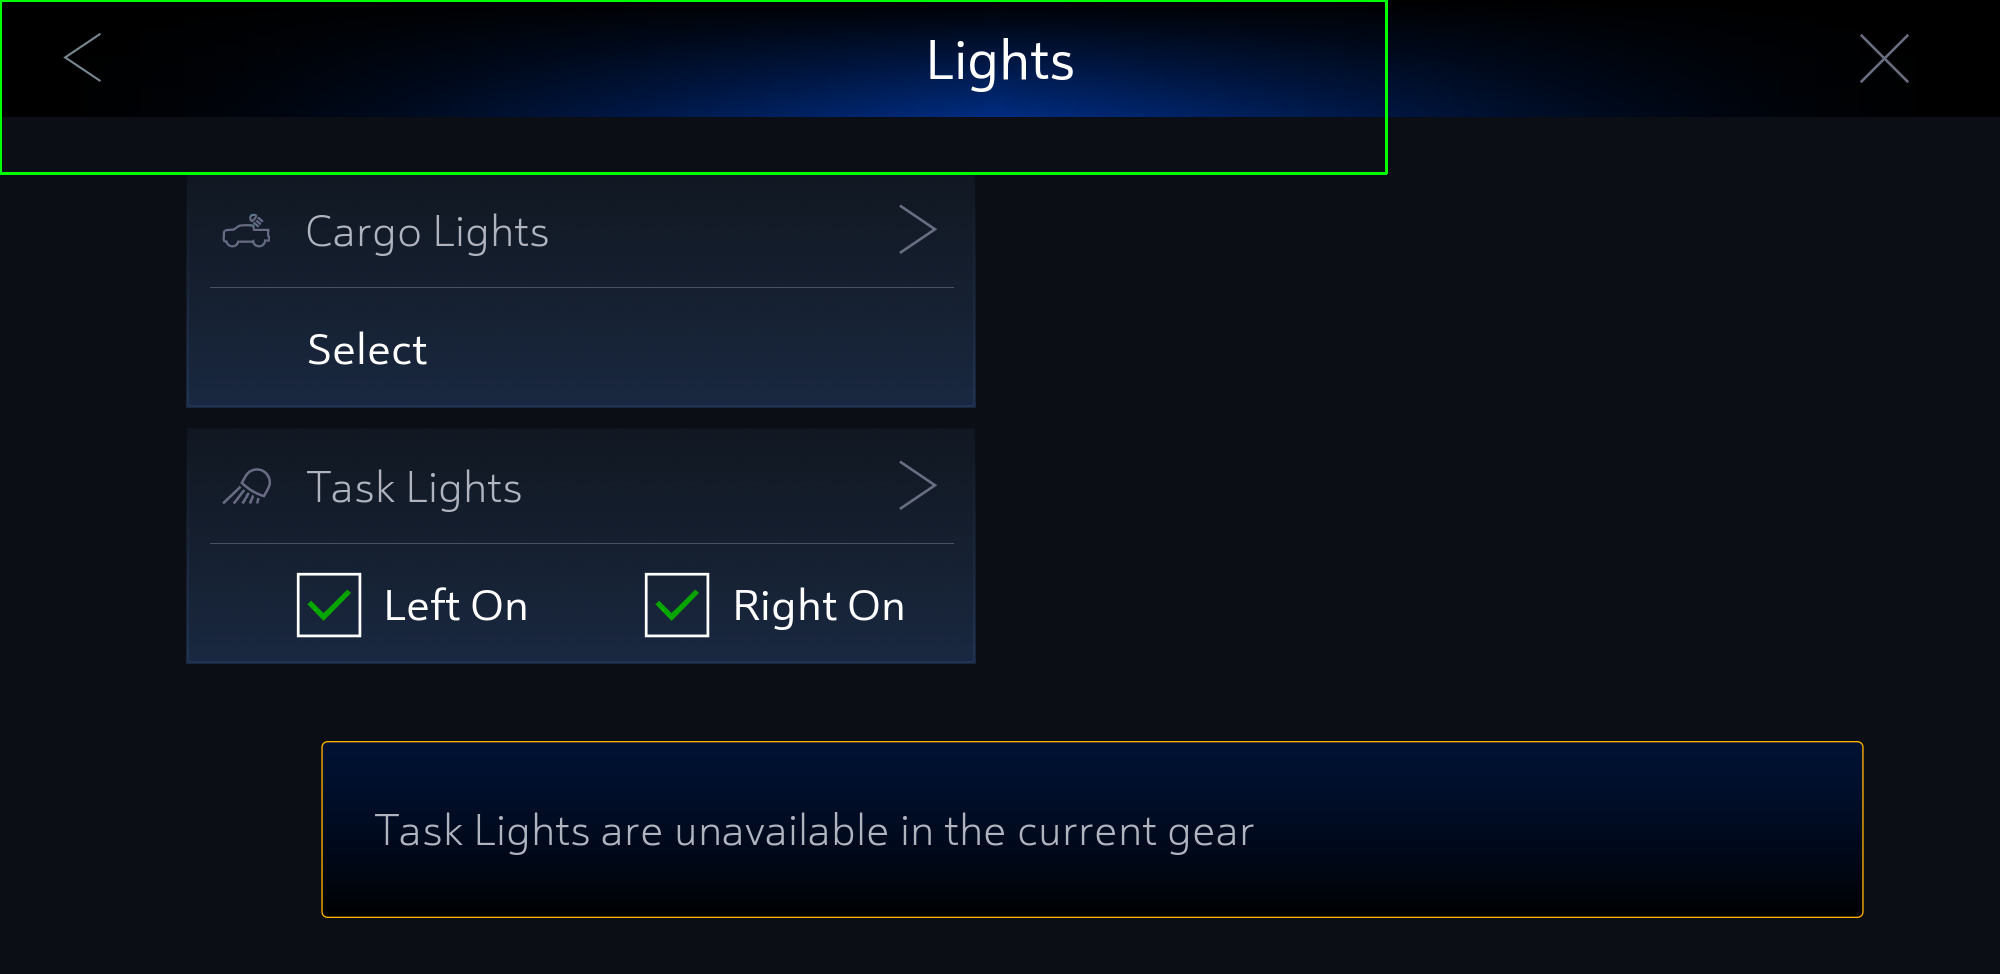 Lights
Cargo Lights
Select
Task Lights
Left On Right On
Task Lights are unavailable in the current gear